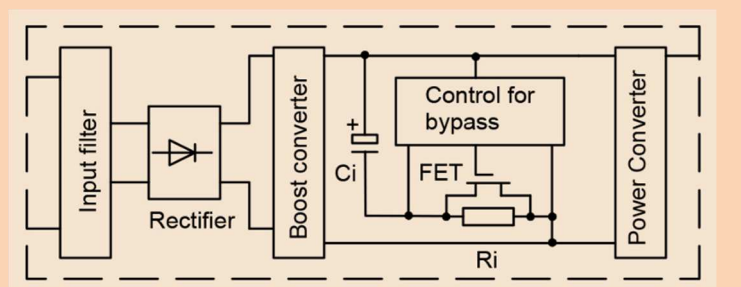 Input filter
Rectifier
Boost converter
+
Ci
Control for
bypass
FET
Ri
Power Converter